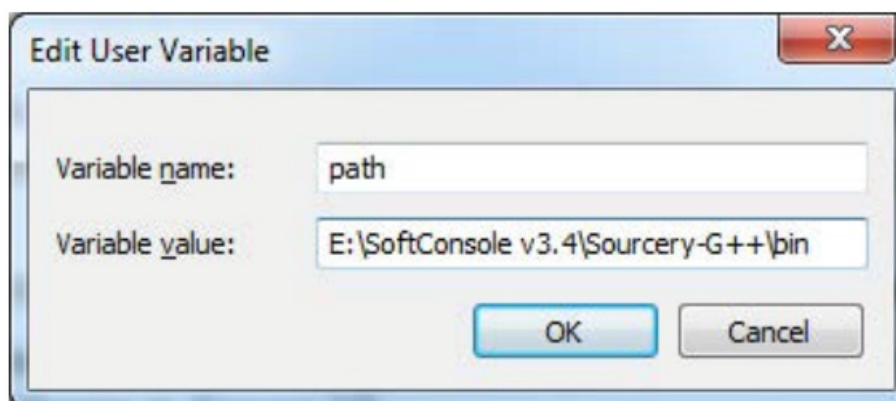 Edit User Variable
Variable name:
path
Variable value:
E:\SoftConsole v3.4\Sourcery-G++\bin
OK
Cancel